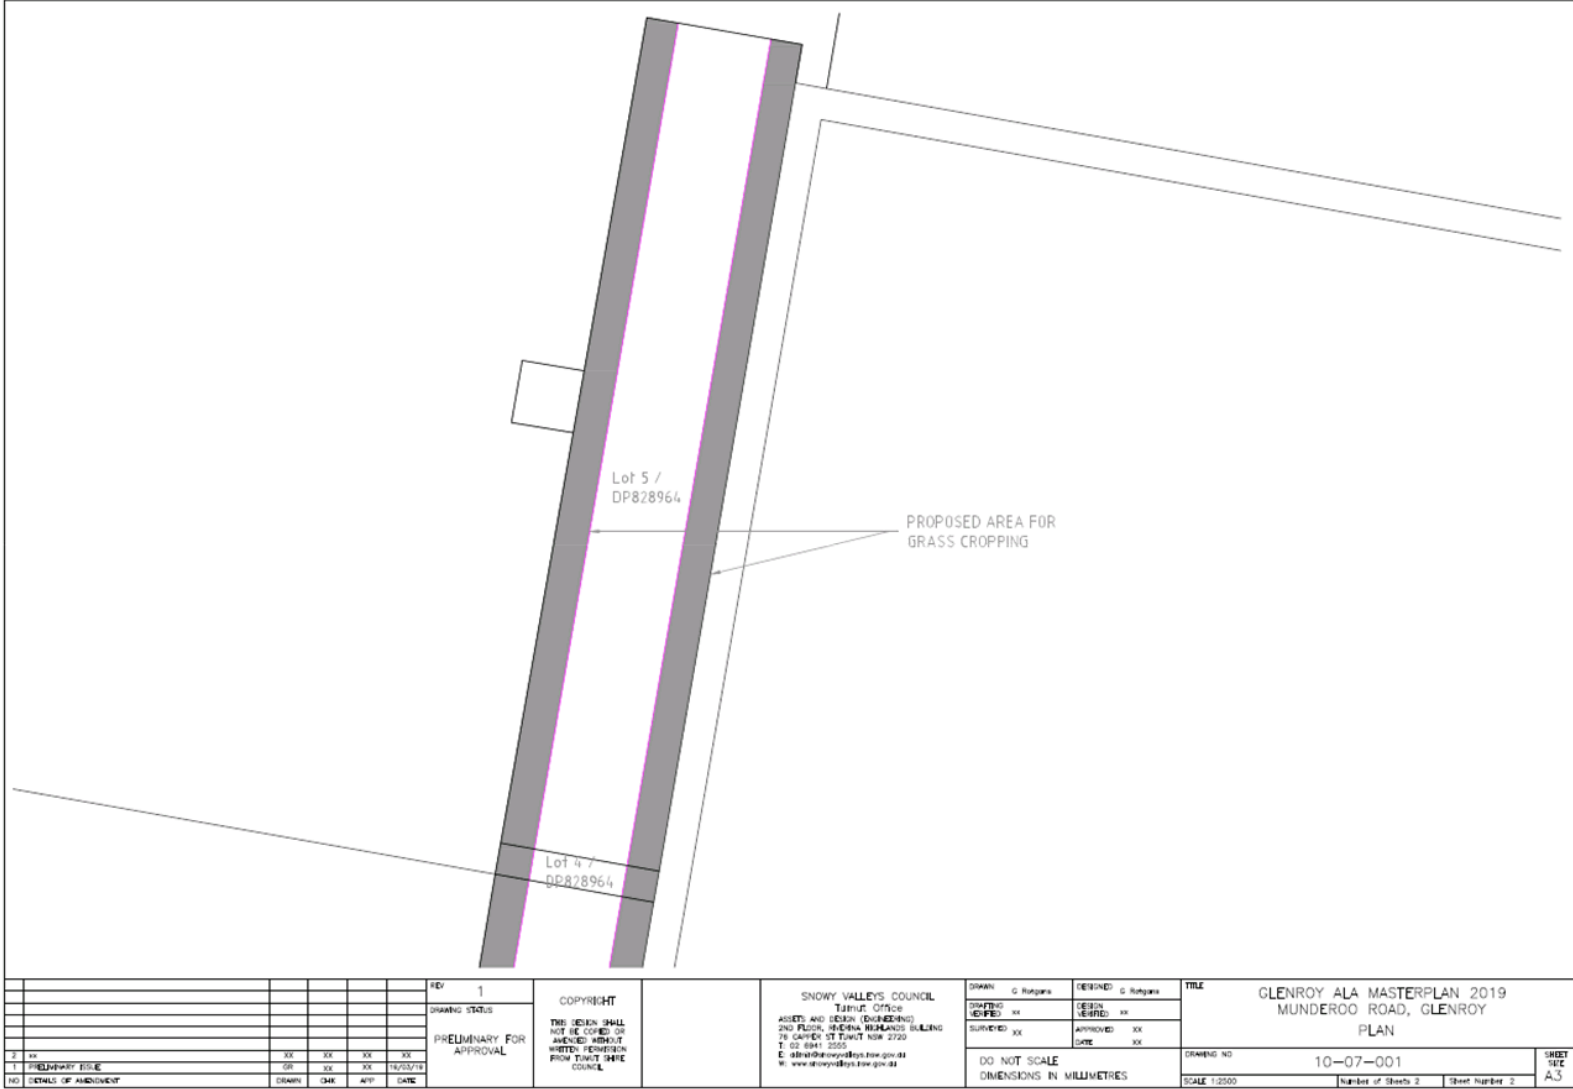 Lot 5 /
DP828964
PROPOSED AREA FOR
GRASS CROPPING
Lot 4 /
DP828964
2 xx XX XX XX XX
1 PRELIMINARY ISSUE GR XX XX
NO DETAILS OF AMENDMENT DRAWN CHK APP DATE
REV 1
DRAWING STATUS
PRELIMINARY FOR
APPROVAL
COPYRIGHT
THIS DESIGN SHALL
NOT BE COPIED OR
AMENDED WITHOUT
WRITTEN PERMISSION
FROM TUMUT SHIRE
COUNCIL
SNOWY VALLEYS COUNCIL
Tumut Office
ASSETS AND DESIGN (ENGINEERING)
2ND FLOOR, RIVERINA HIGHLANDS BUILDING
76 CAPPER ST TUMUT NSW 2720
T: 02 6941 2555
E: admin@snowyvalleys.nsw.gov.au
W: www.snowyvalleys.nsw.gov.au
DRAWN G DESIGNED G
DRAFTING VERIFIED XX DESIGN VERIFIED XX
SURVEYED XX APPROVED XX
DATE XX
DO NOT SCALE
DIMENSIONS IN MILLIMETRES
TITLE
GLENROY ALA MASTERPLAN 2019
MUNDEROO ROAD, GLENROY
PLAN
DRAWING NO 10-07-001
SCALE 1:2500 Number of Sheets 2 Sheet Number 2
SHEET SIZE
A3